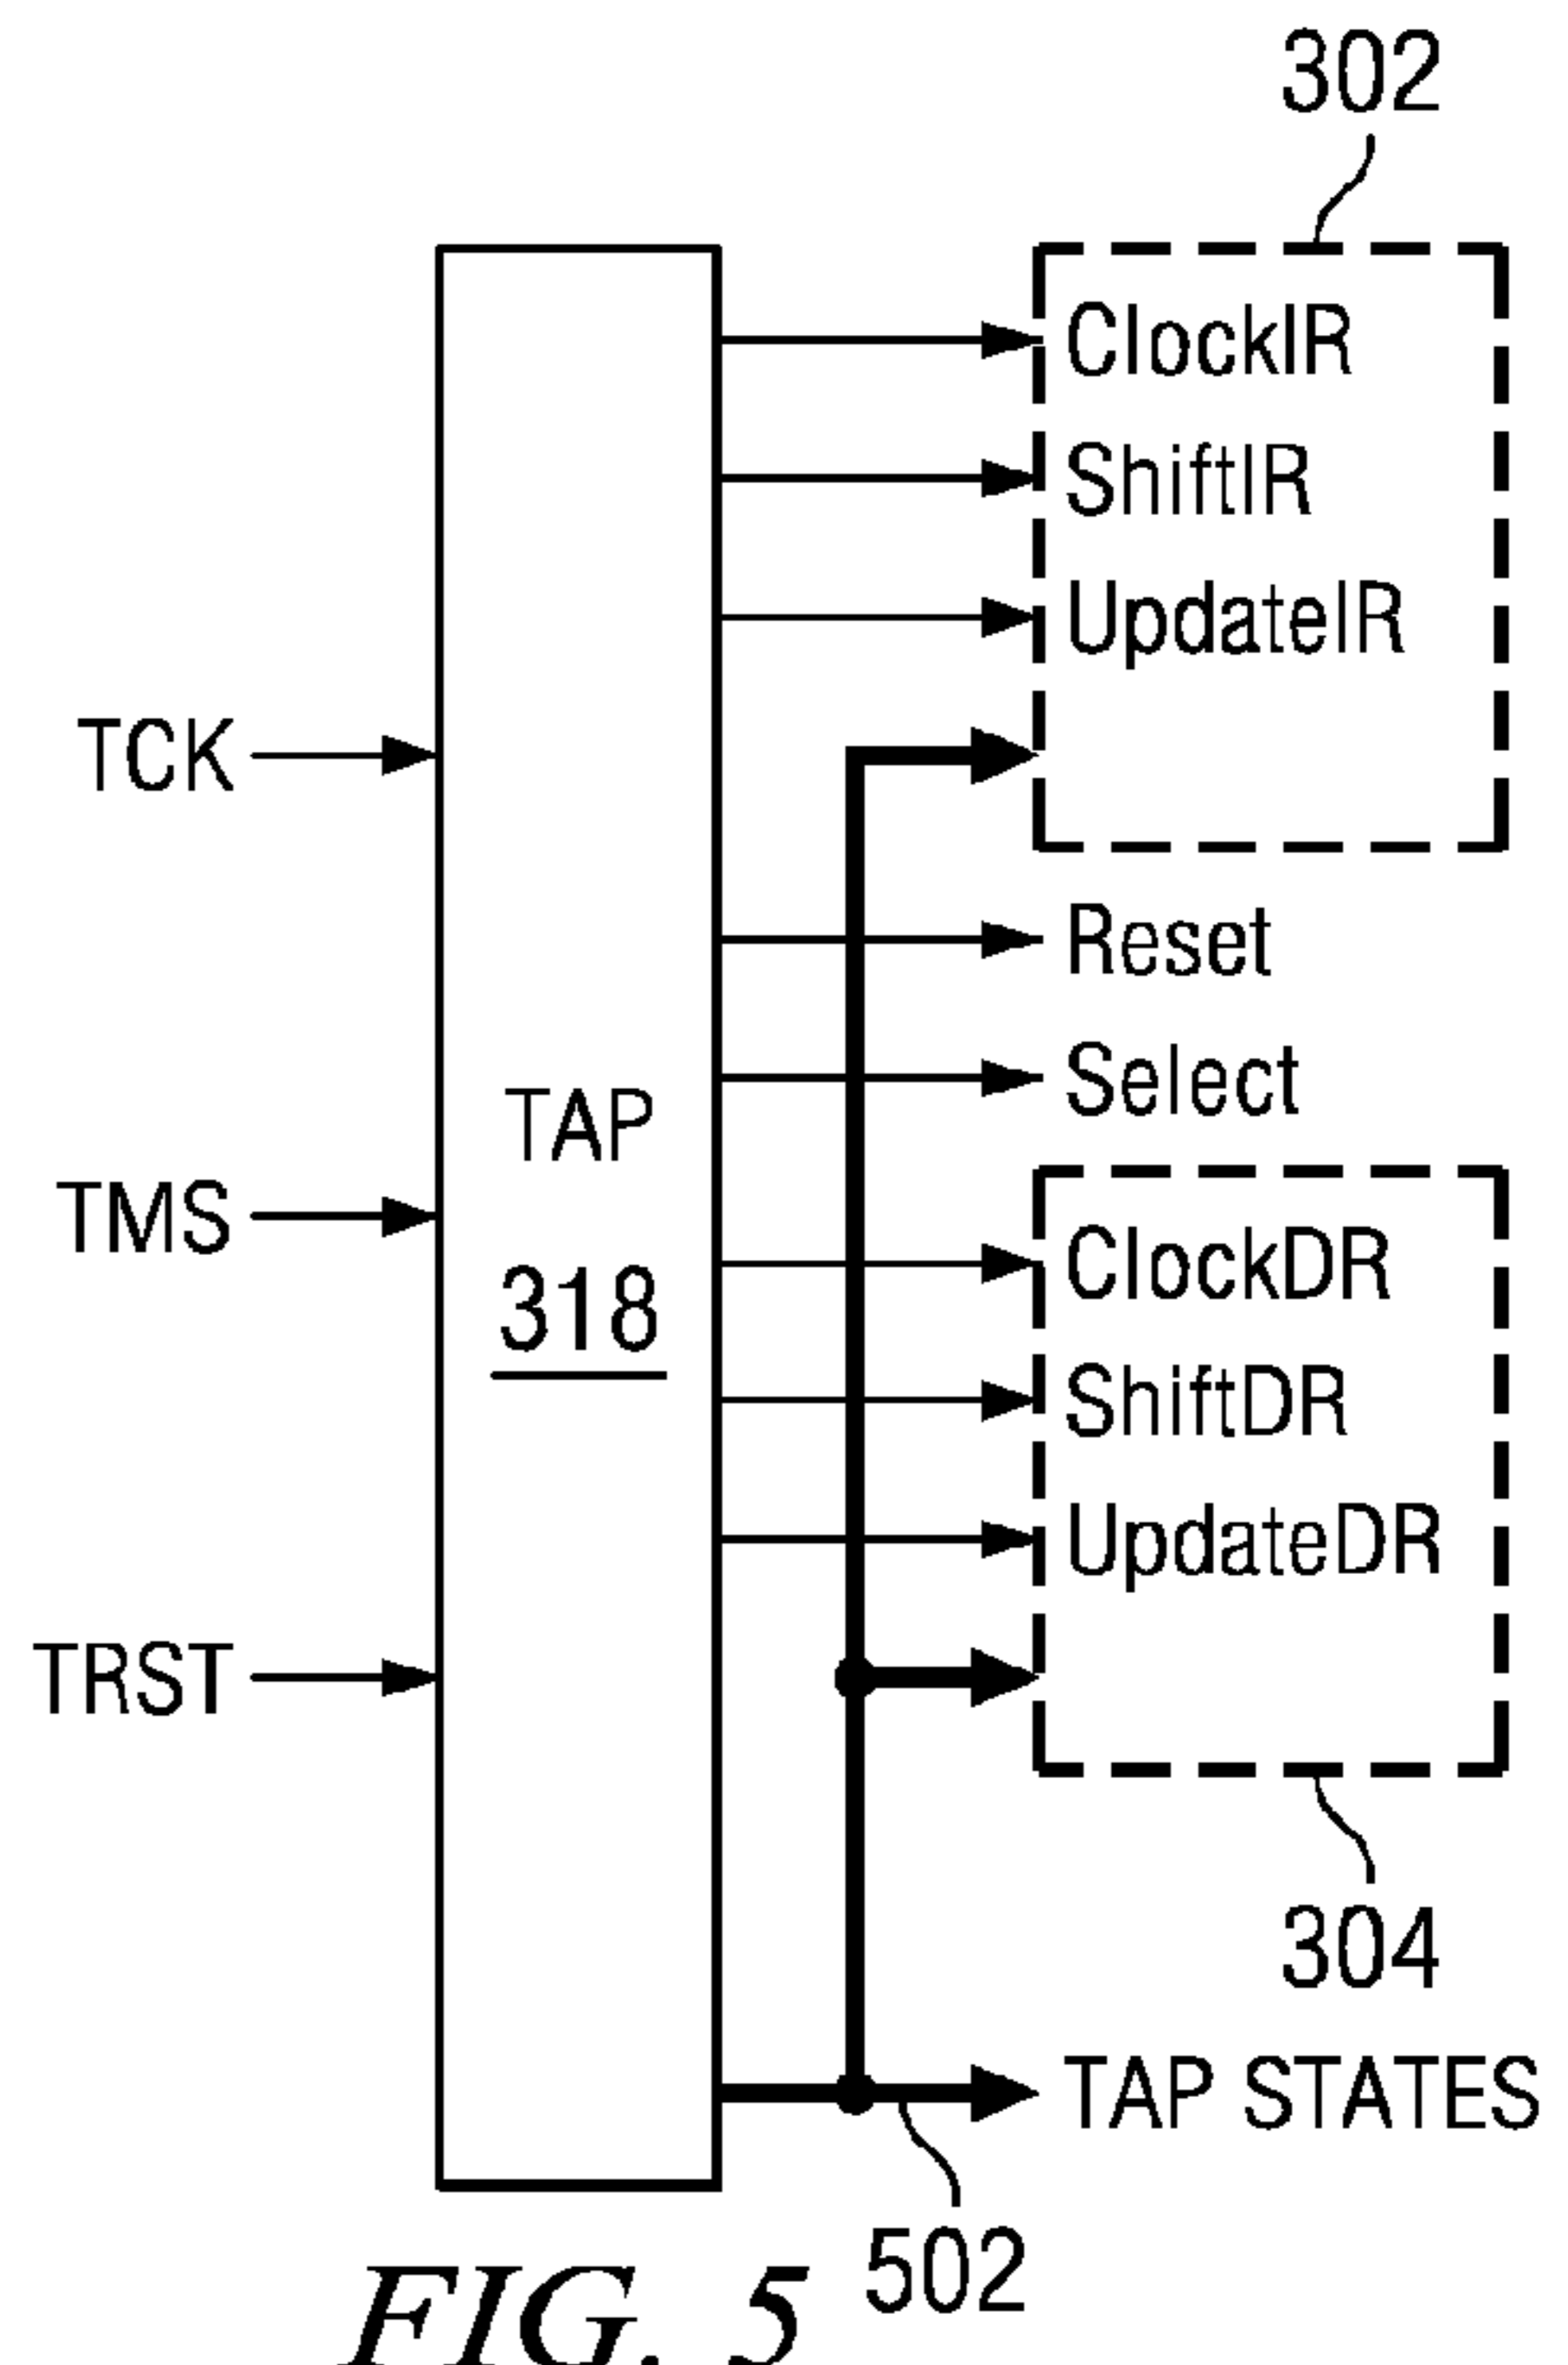 302
ClockIR
ShiftIR
UpdateIR
TCK
Reset
Select
TAP
TMS
318
ClockDR
ShiftDR
UpdateDR
TRST
304
TAP STATES
502
FIG. 5